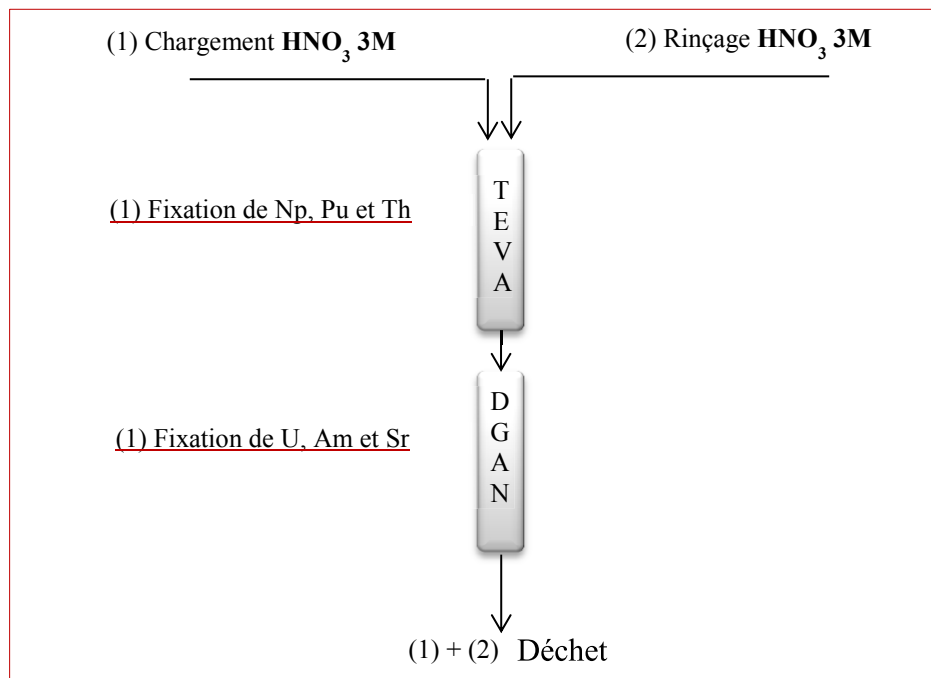 (1) Chargement HNO3 3M
(2) Rinçage HNO3 3M
T
E
V
A
(1) Fixation de Np, Pu et Th
D
G
A
N
(1) Fixation de U, Am et Sr
(1) + (2) Déchet